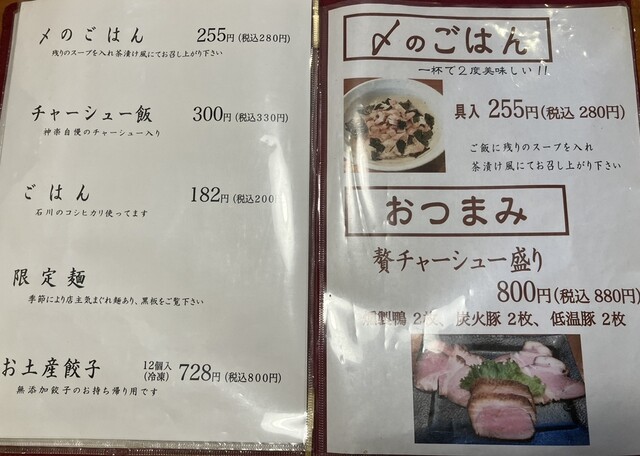 〆のごはん 255円(税込280円)
残りのスープを入れ茶漬け風にてお召し上がり下さい
チャーシュー飯 300円(税込330円)
神楽自慢のチャーシュー入り
ごはん 182円(税込200
石川のコシヒカリ使ってます
限定麺
季節により店主気まぐれ麺あり、黒板をご覧下さい
お土産餃子 12個入(冷凍) 728円(税込800円)
無添加餃子のお持ち帰り用です
〆のごはん
一杯で2度美味しい!!
具入 255円(税込 280円)
ご飯に残りのスープを入れ
茶漬け風にてお召し上がり下さい
おつまみ
贅チャーシュー盛り
800円(税込 880円)
製鴨 2枚、炭火豚 2枚、低温豚 2枚